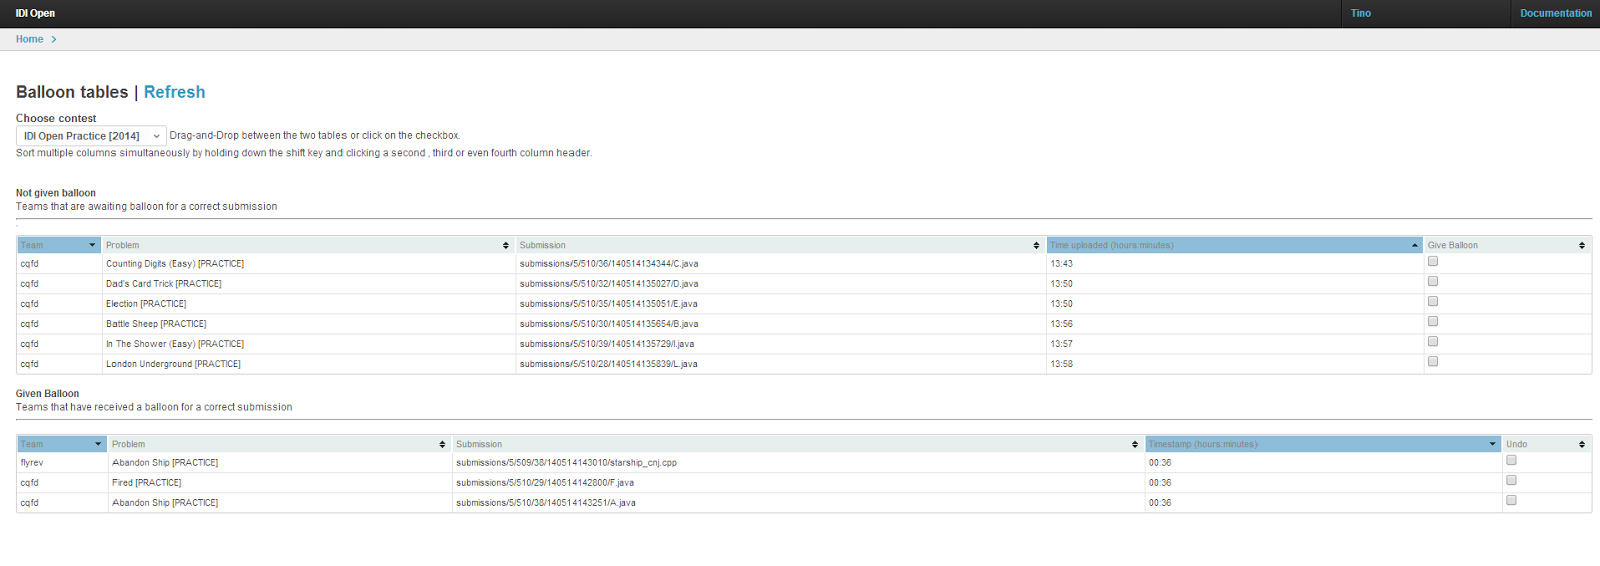 IDI Open Tino Documentation
Home >
Balloon tables | Refresh
Choose contest
IDI Open Practice [2014] Drag-and-Drop between the two tables or click on the checkbox.
Sort multiple columns simultaneously by holding down the shift key and clicking a second , third or even fourth column header.
Not given balloon
Teams that are awaiting balloon for a correct submission
Team Problem Submission Time uploaded (hours:minutes) Give Balloon
cqfd Counting Digits (Easy) [PRACTICE] submissions/5/510/36/140514134344/C.java 13:43
cqfd Dad's Card Trick [PRACTICE] submissions/5/510/32/140514135027/D.java 13:50
cqfd Election [PRACTICE] submissions/5/510/35/140514135051/E.java 13:50
cqfd Battle Sheep [PRACTICE] submissions/5/510/30/140514135654/B.java 13:56
cqfd In The Shower (Easy) [PRACTICE] submissions/5/510/39/140514135729/I.java 13:57
cqfd London Underground [PRACTICE] submissions/5/510/28/140514135839/L.java 13:58
Given Balloon
Teams that have received a balloon for a correct submission
Team Problem Submission Timestamp (hours:minutes) Undo
flyrev Abandon Ship [PRACTICE] submissions/5/509/38/140514143010/starship_cnj.cpp 00:36
cqfd Fired [PRACTICE] submissions/5/510/29/140514142800/F.java 00:36
cqfd Abandon Ship [PRACTICE] submissions/5/510/38/140514143251/A.java 00:36